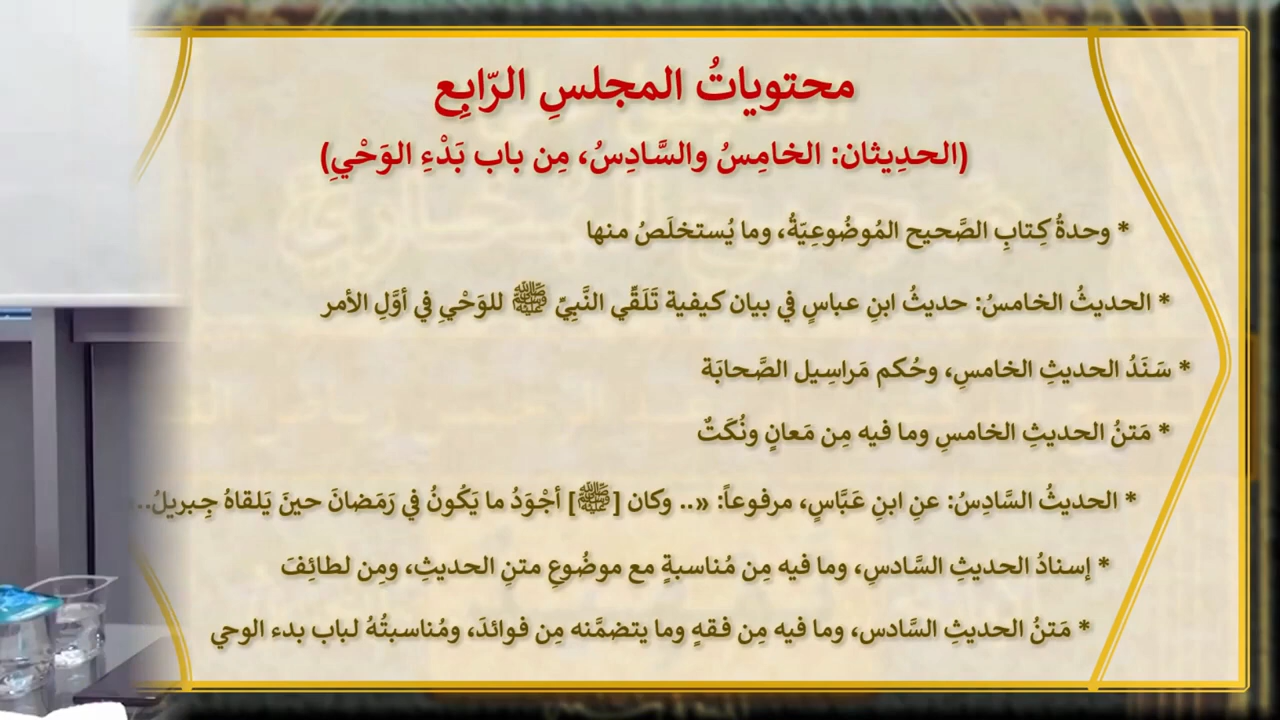 محتوياتُ المجلسِ الرّابِع
(الحدِيثان: الخامِسُ والسَّادِسُ، مِن باب بَدْءِ الوَحْيِ)
* وحدةُ كِتابِ الصَّحيح المُوضُوعِيّةُ، وما يُستخلَصُ منها
* الحديثُ الخامسُ: حديثُ ابنِ عباسٍ في بيان كيفية تَلَقِّي النَّبِيِّ ﷺ للوَحْيِ في أوَّلِ الأمر
* سَنَدُ الحديثِ الخامسِ، وحُكم مَراسِيل الصَّحابَة
* مَتنُ الحديثِ الخامسِ وما فيه مِن مَعانٍ ونُكَتٌ
* الحديثُ السَّادِسُ: عنِ ابنِ عَبَّاسٍ، مرفوعاً: «.. وكان [ﷺ] أجْوَدُ ما يَكُونُ في رَمَضانَ حينَ يَلقاهُ جِبريلُ..
* إسنادُ الحديثِ السَّادسِ، وما فيه مِن مُناسبةٍ مع موضُوعِ متنِ الحديثِ، ومِن لطائِفَ
* مَتنُ الحديثِ السَّادس، وما فيه مِن فقهٍ وما يتضمَّنه مِن فوائدَ، ومُناسبتُهُ لباب بدء الوحي